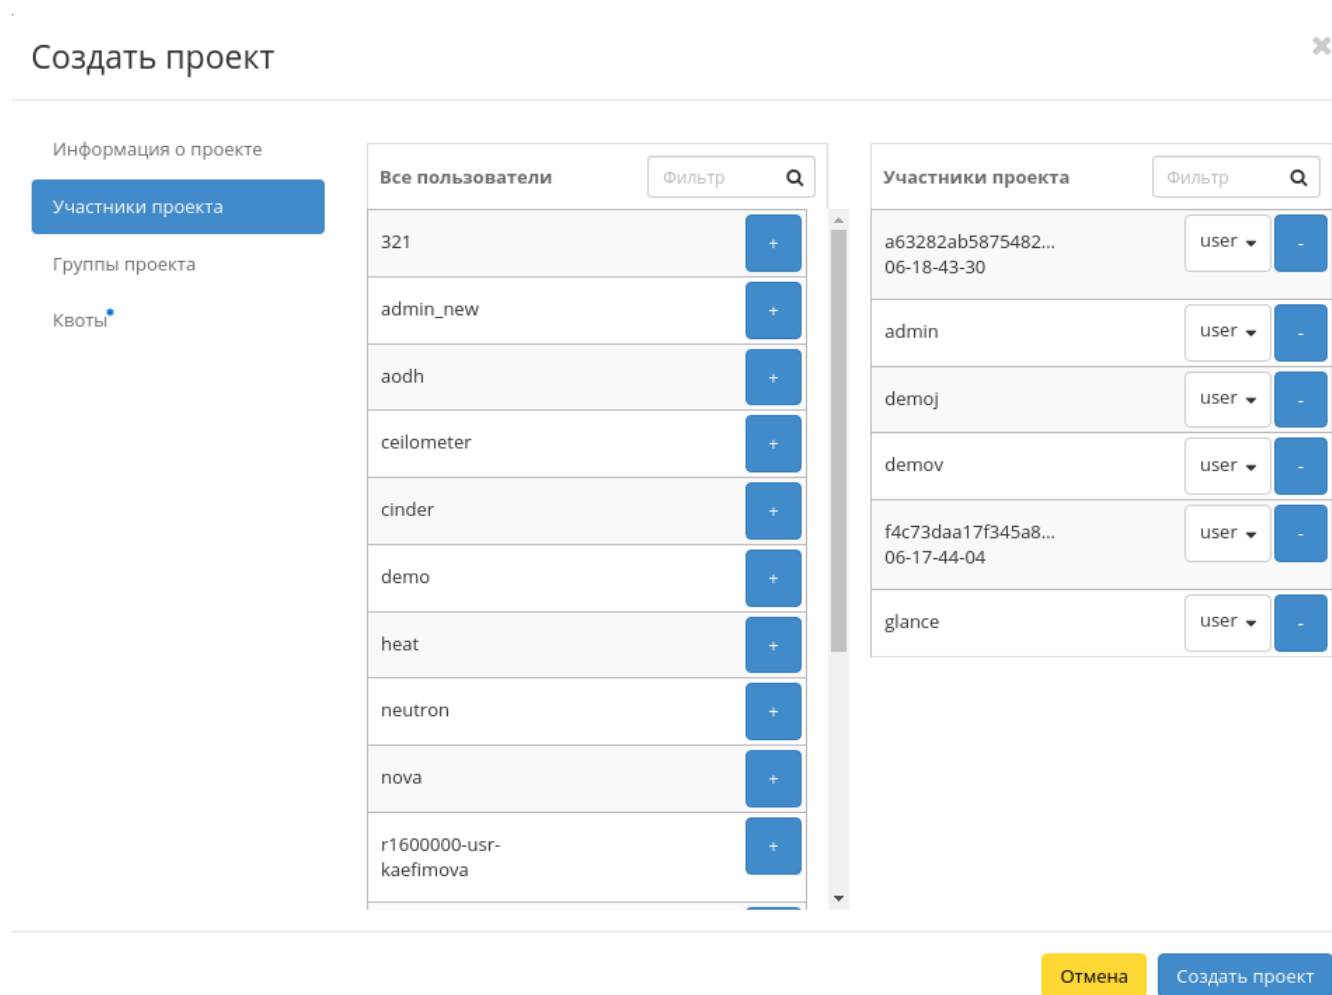 Создать проект
Информация о проекте
Участники проекта
Группы проекта
Квоты*
Все пользователи
Фильтр
321
+
admin_new
+
aodh
+
ceilometer
+
cinder
+
demo
+
heat
+
neutron
+
nova
+
r1600000-usr-
kaefimova
+
Участники проекта
Фильтр
a63282ab5875482...
06-18-43-30
user
-
admin
user
-
demoj
user
-
demov
user
-
f4c73daa17f345a8...
06-17-44-04
user
-
glance
user
-
Отмена
Создать проект